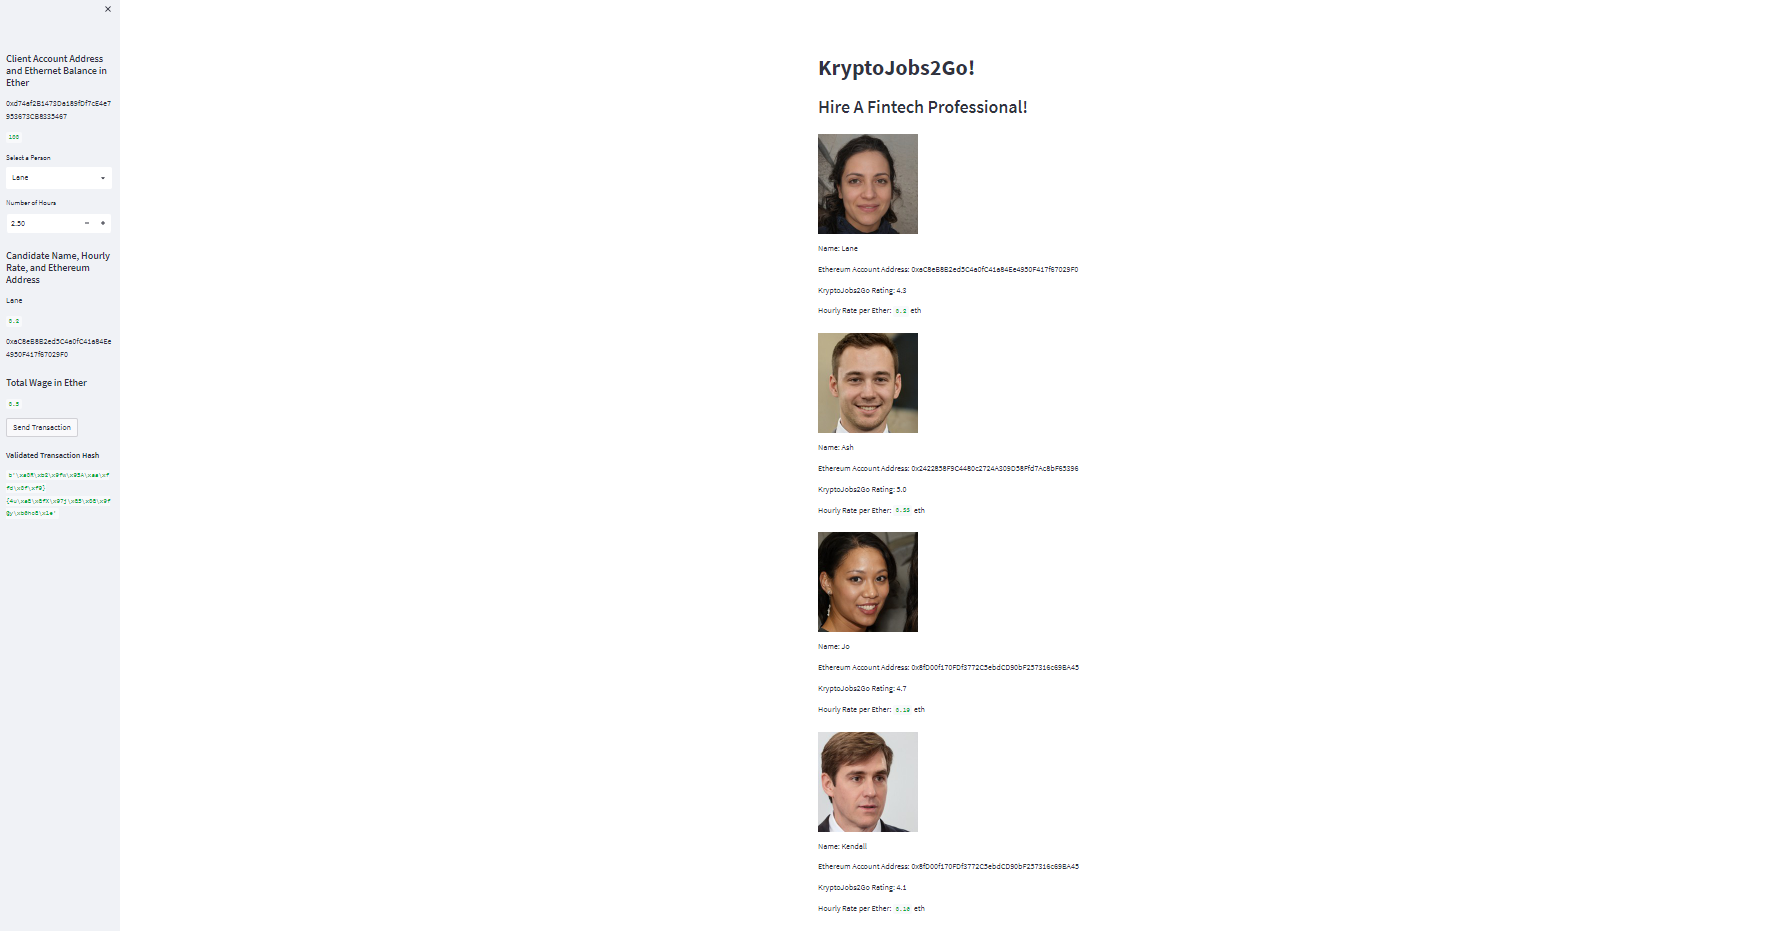 Client Account Address
and Ethernet Balance in
Ether
0xd74af2B1473Da189fDf7cE4e7
953673CB8335467
100
Select a Person
Lane
Number of Hours
2.50
Candidate Name, Hourly
Rate, and Ethereum
Address
Lane
0.2
0xaC8eB8B2ed5C4a0fC41a84Ee
4950F417f67029F0
Total Wage in Ether
0.5
Send Transaction
Validated Transaction Hash
KryptoJobs2Go!
Hire A Fintech Professional!
Name: Lane
Ethereum Account Address: 0xaC8eB8B2ed5C4a0fC41a84Ee4950F417f67029F0
KryptoJobs2Go Rating: 4.3
Hourly Rate per Ether: 0.2 eth
Name: Ash
Ethereum Account Address: 0x2422858F9C4480c2724A309D58Ffd7Ac8bF65396
KryptoJobs2Go Rating: 5.0
Hourly Rate per Ether: eth
Name: Jo
Ethereum Account Address: 0x8fD00f170FDf3772C5ebdCD90bF257316c69BA45
KryptoJobs2Go Rating: 4.7
Hourly Rate per Ether: 0.19 eth
Name: Kendall
Ethereum Account Address: 0x8fD00f170FDf3772C5ebdCD90bF257316c69BA45
KryptoJobs2Go Rating: 4.1
Hourly Rate per Ether: 0.16 eth